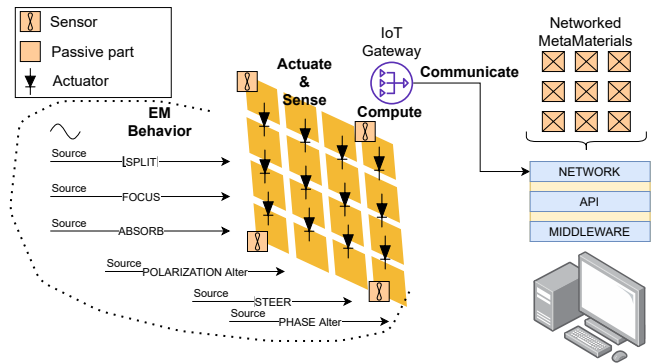 Sensor
Passive part
Actuator
EM
Behavior
Actuate
&
Sense
IoT
Gateway
Communicate
Compute
Networked
MetaMaterials
Source
SPLIT
Source
FOCUS
Source
ABSORB
Source
POLARIZATION Alter
Source
STEER
Source
PHASE Alter
NETWORK
API
MIDDLEWARE